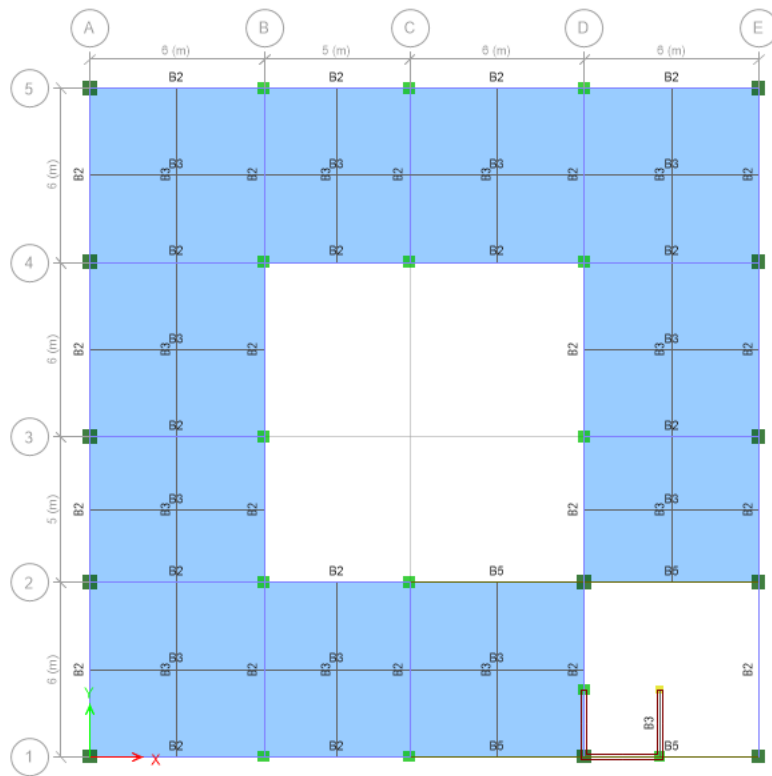 A B C D E
6 (m) 5 (m) 6 (m) 6 (m)
B2 B2 B2 B2
5
6 (m) B2 B3 B3 B2 B3 B3 B2 B3 B3 B2 B3 B3 B2
4 B2 B2 B2 B2
6 (m) B2 B3 B3 B2 B2 B3 B3 B2
3 B2 B2
5 (m) B2 B3 B3 B2 B2 B3 B3 B2
2 B2 B2 B5 B5
6 (m) B2 B3 B3 B2 B3 B3 B2 B3 B3 B2 B2
Y
B3
1 B2 B2 B5 B5
X